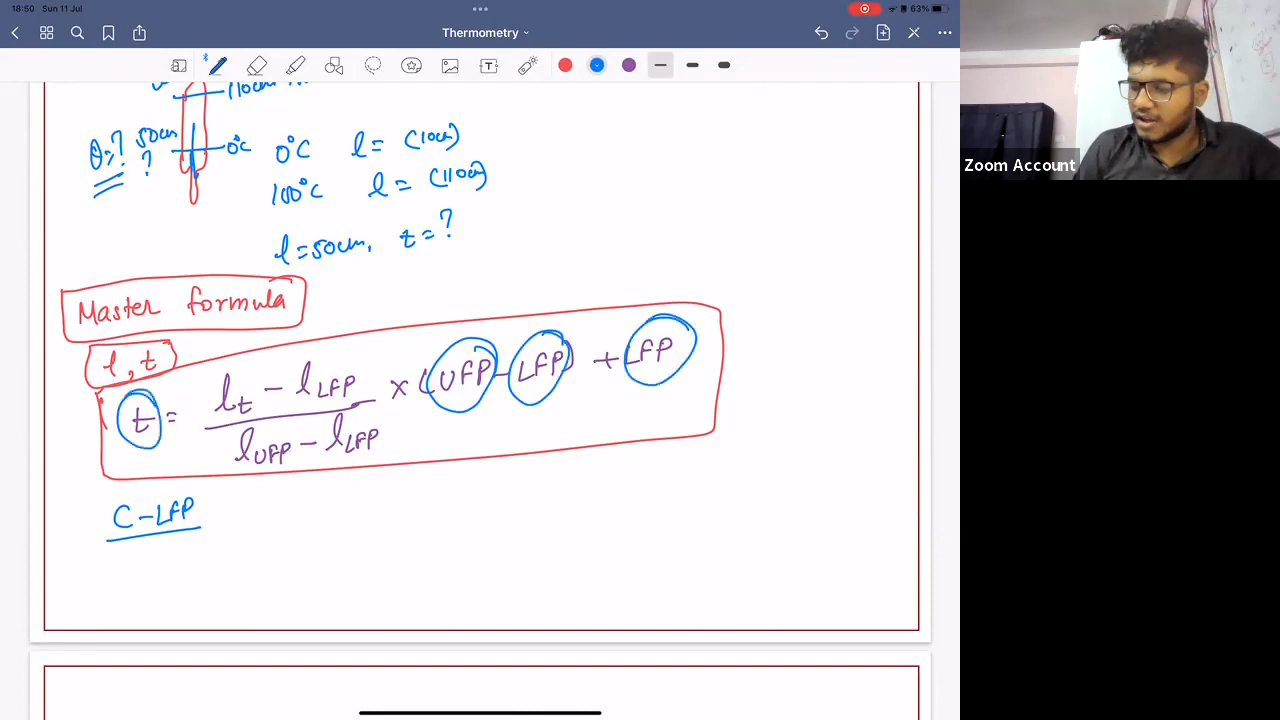 18:50 Sun 11 Jul
63%
Thermometry
110cm
θ=? 50cm
?
0°C
0°C l = (10cm)
100°C l = (110cm)
l = 50cm, t = ?
Master formula
l, t
t = (l_t - l_LFP) / (l_UFP - l_LFP) × (UFP - LFP) + LFP
C - LFP
Zoom Account